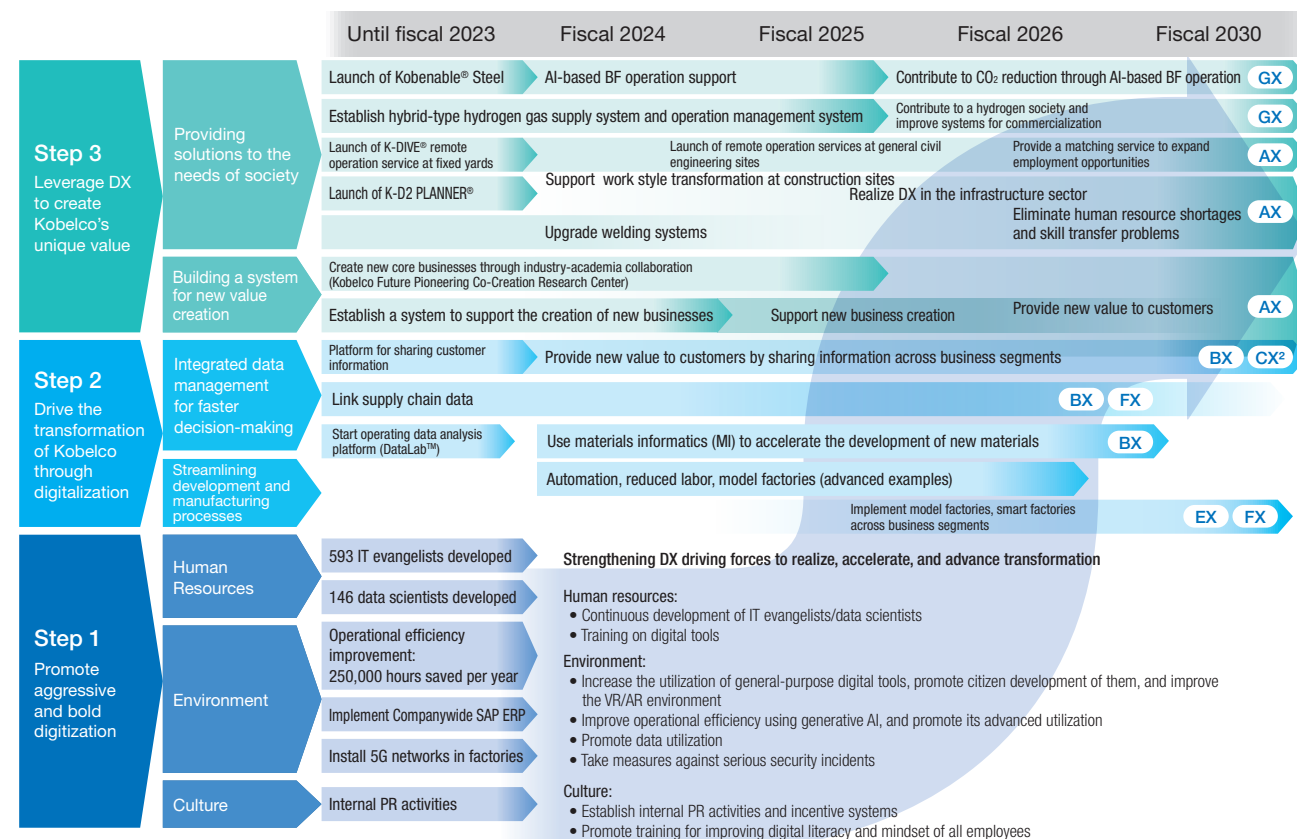 Until fiscal 2023
Fiscal 2024
Fiscal 2025
Fiscal 2026
Fiscal 2030
Step 3
Leverage DX
to create
Kobelco's
unique value
Providing
solutions to the
needs of society
Launch of Kobenable® Steel
AI-based BF operation support
Contribute to CO₂ reduction through AI-based BF operation
GX
Establish hybrid-type hydrogen gas supply system and operation management system
Contribute to a hydrogen society and
improve systems for commercialization
GX
Launch of K-DIVE® remote
operation service at fixed yards
Launch of remote operation services at general civil
engineering sites
Provide a matching service to expand
employment opportunities
AX
Launch of K-D2 PLANNER®
Support work style transformation at construction sites
Realize DX in the infrastructure sector
Upgrade welding systems
Eliminate human resource shortages
and skill transfer problems
AX
Building a system
for new value
creation
Create new core businesses through industry-academia collaboration
(Kobelco Future Pioneering Co-Creation Research Center)
Establish a system to support the creation of new businesses
Support new business creation
Provide new value to customers
AX
Step 2
Drive the
transformation
of Kobelco
through
digitalization
Integrated data
management
for faster
decision-making
Platform for sharing customer
information
Provide new value to customers by sharing information across business segments
BX
CX²
Link supply chain data
BX
FX
Start operating data analysis
platform (DataLab™)
Use materials informatics (MI) to accelerate the development of new materials
BX
Streamlining
development and
manufacturing
processes
Automation, reduced labor, model factories (advanced examples)
Implement model factories, smart factories
across business segments
EX
FX
Step 1
Promote
aggressive
and bold
digitization
Human
Resources
593 IT evangelists developed
146 data scientists developed
Environment
Operational efficiency
improvement:
250,000 hours saved per year
Implement Companywide SAP ERP
Install 5G networks in factories
Culture
Internal PR activities
Strengthening DX driving forces to realize, accelerate, and advance transformation
Human resources:
• Continuous development of IT evangelists/data scientists
• Training on digital tools
Environment:
• Increase the utilization of general-purpose digital tools, promote citizen development of them, and improve
the VR/AR environment
• Improve operational efficiency using generative AI, and promote its advanced utilization
• Promote data utilization
• Take measures against serious security incidents
Culture:
• Establish internal PR activities and incentive systems
• Promote training for improving digital literacy and mindset of all employees